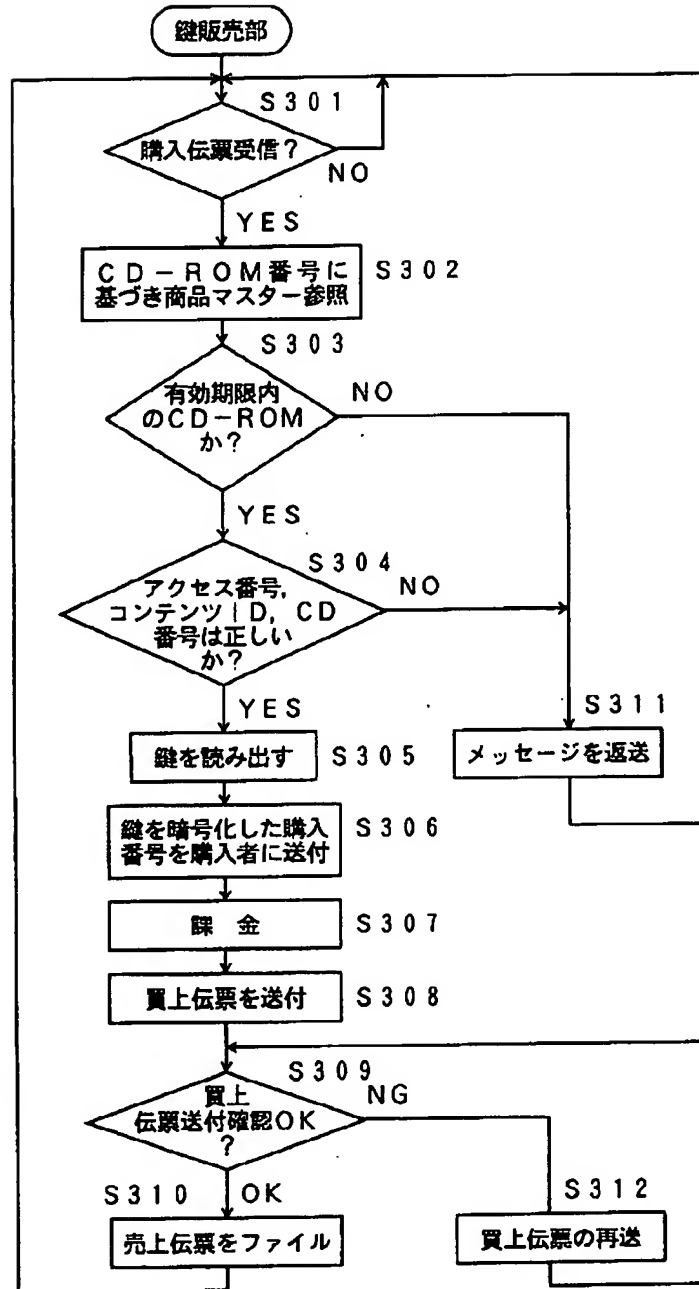 鍵販売部
S301
購入伝票受信?
NO
YES
CD-ROM番号に
基づき商品マスター参照
S302
S303
有効期限内
のCD-ROM
か?
NO
YES
S304
アクセス番号,
コンテンツID, CD
番号は正しい
か?
NO
YES
S311
鍵を読み出す
S305
メッセージを返送
鍵を暗号化した購入
番号を購入者に送付
S306
課 金
S307
買上伝票を送付
S308
S309
買上
伝票送付確認OK
?
NG
S310
OK
S312
売上伝票をファイル
買上伝票の再送